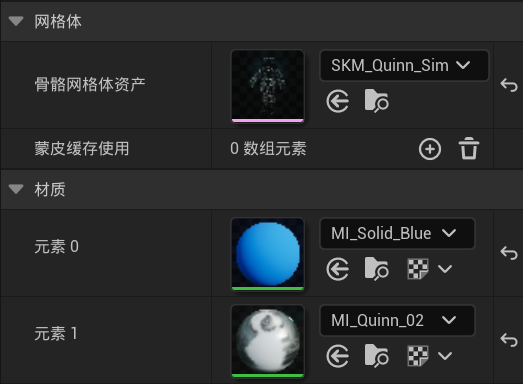 网格体
骨骼网格体资产
SKM_Quinn_Sim
蒙皮缓存使用
0 数组元素
材质
元素 0
MI_Solid_Blue
元素 1
MI_Quinn_02